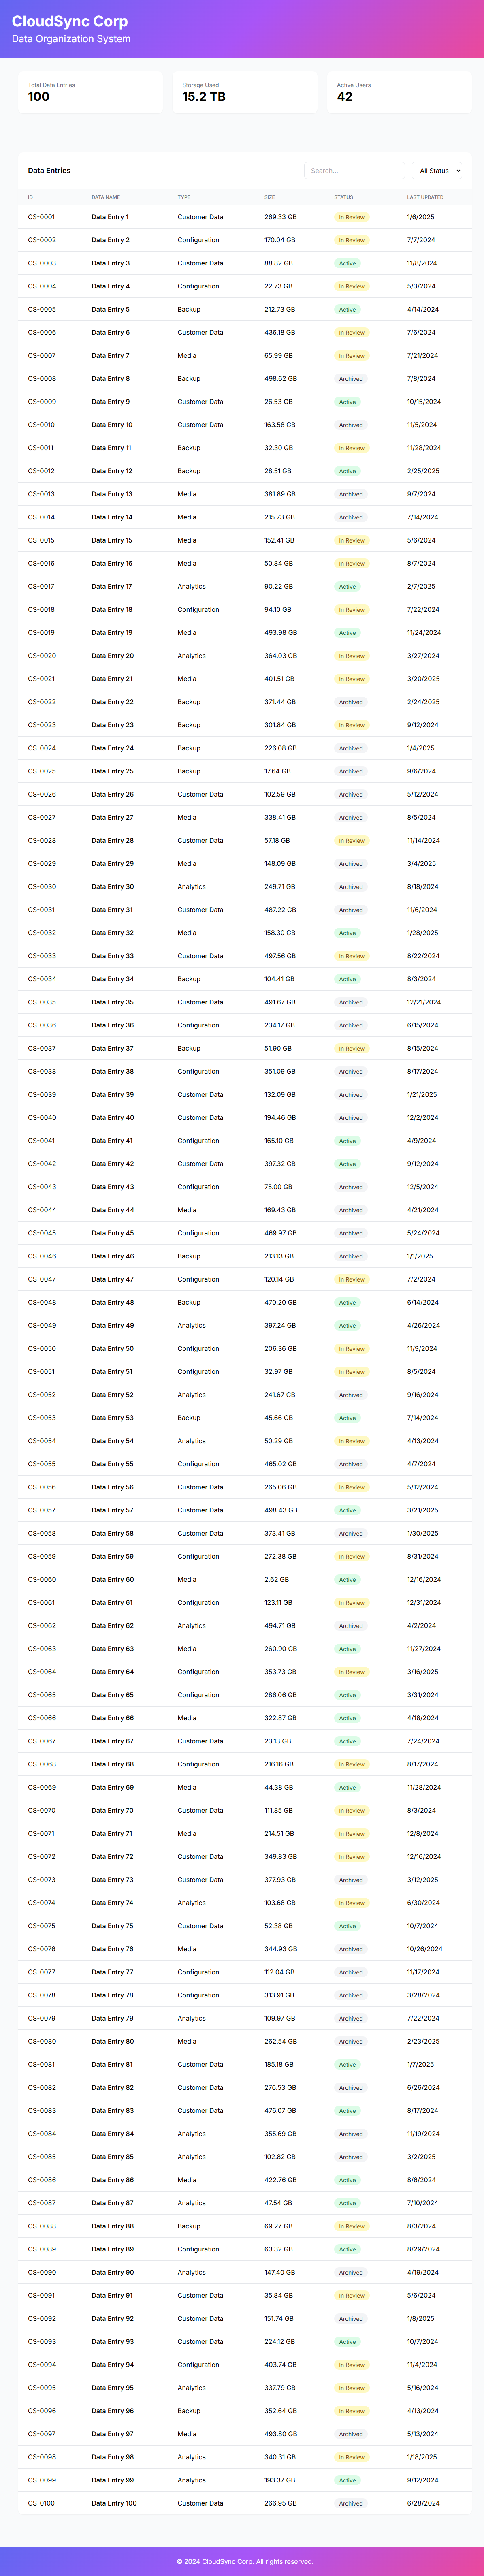 CloudSync Corp
Data Organization System
Total Data Entries
100
Storage Used
15.2 TB
Active Users
42
Data Entries
Search...
All Status
ID DATA NAME TYPE SIZE STATUS LAST UPDATED
CS-0001 Data Entry 1 Customer Data 269.33 GB In Review 1/6/2025
CS-0002 Data Entry 2 Configuration 170.04 GB In Review 7/7/2024
CS-0003 Data Entry 3 Customer Data 88.82 GB Active 11/8/2024
CS-0004 Data Entry 4 Configuration 22.73 GB In Review 5/3/2024
CS-0005 Data Entry 5 Backup 212.73 GB Active 4/14/2024
CS-0006 Data Entry 6 Customer Data 436.18 GB In Review 7/6/2024
CS-0007 Data Entry 7 Media 65.99 GB In Review 7/21/2024
CS-0008 Data Entry 8 Backup 498.62 GB Archived 7/8/2024
CS-0009 Data Entry 9 Customer Data 26.53 GB Active 10/15/2024
CS-0010 Data Entry 10 Customer Data 163.58 GB Archived 11/5/2024
CS-0011 Data Entry 11 Backup 32.30 GB In Review 11/28/2024
CS-0012 Data Entry 12 Backup 28.51 GB Active 2/25/2025
CS-0013 Data Entry 13 Media 381.89 GB Archived 9/7/2024
CS-0014 Data Entry 14 Media 215.73 GB Archived 7/14/2024
CS-0015 Data Entry 15 Media 152.41 GB In Review 5/6/2024
CS-0016 Data Entry 16 Media 50.84 GB In Review 8/7/2024
CS-0017 Data Entry 17 Analytics 90.22 GB Active 2/7/2025
CS-0018 Data Entry 18 Configuration 94.10 GB In Review 7/22/2024
CS-0019 Data Entry 19 Media 493.98 GB Active 11/24/2024
CS-0020 Data Entry 20 Analytics 364.03 GB In Review 3/27/2024
CS-0021 Data Entry 21 Media 401.51 GB In Review 3/20/2025
CS-0022 Data Entry 22 Backup 371.44 GB Archived 2/24/2025
CS-0023 Data Entry 23 Backup 301.84 GB In Review 9/12/2024
CS-0024 Data Entry 24 Backup 226.08 GB Archived 1/4/2025
CS-0025 Data Entry 25 Backup 17.64 GB Archived 9/6/2024
CS-0026 Data Entry 26 Customer Data 102.59 GB Archived 5/12/2024
CS-0027 Data Entry 27 Media 338.41 GB Archived 8/5/2024
CS-0028 Data Entry 28 Customer Data 57.18 GB In Review 11/14/2024
CS-0029 Data Entry 29 Media 148.09 GB Archived 3/4/2025
CS-0030 Data Entry 30 Analytics 249.71 GB Archived 8/18/2024
CS-0031 Data Entry 31 Customer Data 487.22 GB Archived 11/6/2024
CS-0032 Data Entry 32 Media 158.30 GB Active 1/28/2025
CS-0033 Data Entry 33 Customer Data 497.56 GB In Review 8/22/2024
CS-0034 Data Entry 34 Backup 104.41 GB Active 8/3/2024
CS-0035 Data Entry 35 Customer Data 491.67 GB Archived 12/21/2024
CS-0036 Data Entry 36 Configuration 234.17 GB Archived 6/15/2024
CS-0037 Data Entry 37 Backup 51.90 GB In Review 8/15/2024
CS-0038 Data Entry 38 Configuration 351.09 GB Archived 8/17/2024
CS-0039 Data Entry 39 Customer Data 132.09 GB Archived 1/21/2025
CS-0040 Data Entry 40 Customer Data 194.46 GB Archived 12/2/2024
CS-0041 Data Entry 41 Configuration 165.10 GB Active 4/9/2024
CS-0042 Data Entry 42 Customer Data 397.32 GB Active 9/12/2024
CS-0043 Data Entry 43 Configuration 75.00 GB Archived 12/5/2024
CS-0044 Data Entry 44 Media 169.43 GB Archived 4/21/2024
CS-0045 Data Entry 45 Configuration 469.97 GB Archived 5/24/2024
CS-0046 Data Entry 46 Backup 213.13 GB Archived 1/1/2025
CS-0047 Data Entry 47 Configuration 120.14 GB In Review 7/2/2024
CS-0048 Data Entry 48 Backup 470.20 GB Active 6/14/2024
CS-0049 Data Entry 49 Analytics 397.24 GB Active 4/26/2024
CS-0050 Data Entry 50 Configuration 206.36 GB In Review 11/9/2024
CS-0051 Data Entry 51 Configuration 32.97 GB In Review 8/5/2024
CS-0052 Data Entry 52 Analytics 241.67 GB Archived 9/16/2024
CS-0053 Data Entry 53 Backup 45.66 GB Active 7/14/2024
CS-0054 Data Entry 54 Analytics 50.29 GB In Review 4/13/2024
CS-0055 Data Entry 55 Configuration 465.02 GB Archived 4/7/2024
CS-0056 Data Entry 56 Customer Data 265.06 GB In Review 5/12/2024
CS-0057 Data Entry 57 Customer Data 498.43 GB Active 3/21/2025
CS-0058 Data Entry 58 Customer Data 373.41 GB Archived 1/30/2025
CS-0059 Data Entry 59 Configuration 272.38 GB In Review 8/31/2024
CS-0060 Data Entry 60 Media 2.62 GB Active 12/16/2024
CS-0061 Data Entry 61 Configuration 123.11 GB In Review 12/31/2024
CS-0062 Data Entry 62 Analytics 494.71 GB Archived 4/2/2024
CS-0063 Data Entry 63 Media 260.90 GB Active 11/27/2024
CS-0064 Data Entry 64 Configuration 353.73 GB In Review 3/16/2025
CS-0065 Data Entry 65 Configuration 286.06 GB Active 3/31/2024
CS-0066 Data Entry 66 Media 322.87 GB Active 4/18/2024
CS-0067 Data Entry 67 Customer Data 23.13 GB Active 7/24/2024
CS-0068 Data Entry 68 Configuration 216.16 GB In Review 8/17/2024
CS-0069 Data Entry 69 Media 44.38 GB Active 11/28/2024
CS-0070 Data Entry 70 Customer Data 111.85 GB In Review 8/3/2024
CS-0071 Data Entry 71 Media 214.51 GB In Review 12/8/2024
CS-0072 Data Entry 72 Customer Data 349.83 GB In Review 12/16/2024
CS-0073 Data Entry 73 Customer Data 377.93 GB Archived 3/12/2025
CS-0074 Data Entry 74 Analytics 103.68 GB In Review 6/30/2024
CS-0075 Data Entry 75 Customer Data 52.38 GB Active 10/7/2024
CS-0076 Data Entry 76 Media 344.93 GB Archived 10/26/2024
CS-0077 Data Entry 77 Configuration 112.04 GB Archived 11/17/2024
CS-0078 Data Entry 78 Configuration 313.91 GB Archived 3/28/2024
CS-0079 Data Entry 79 Analytics 109.97 GB Archived 7/22/2024
CS-0080 Data Entry 80 Media 262.54 GB Archived 2/23/2025
CS-0081 Data Entry 81 Customer Data 185.18 GB Active 1/7/2025
CS-0082 Data Entry 82 Customer Data 276.53 GB Archived 6/26/2024
CS-0083 Data Entry 83 Customer Data 476.07 GB Active 8/17/2024
CS-0084 Data Entry 84 Analytics 355.69 GB Archived 11/19/2024
CS-0085 Data Entry 85 Analytics 102.82 GB Archived 3/2/2025
CS-0086 Data Entry 86 Media 422.76 GB Active 8/6/2024
CS-0087 Data Entry 87 Analytics 47.54 GB Active 7/10/2024
CS-0088 Data Entry 88 Backup 69.27 GB In Review 8/3/2024
CS-0089 Data Entry 89 Configuration 63.32 GB Active 8/29/2024
CS-0090 Data Entry 90 Analytics 147.40 GB Archived 4/19/2024
CS-0091 Data Entry 91 Customer Data 35.84 GB In Review 5/6/2024
CS-0092 Data Entry 92 Customer Data 151.74 GB Archived 1/8/2025
CS-0093 Data Entry 93 Customer Data 224.12 GB Active 10/7/2024
CS-0094 Data Entry 94 Configuration 403.74 GB In Review 11/4/2024
CS-0095 Data Entry 95 Analytics 337.79 GB In Review 5/16/2024
CS-0096 Data Entry 96 Backup 352.64 GB In Review 4/13/2024
CS-0097 Data Entry 97 Media 493.80 GB Archived 5/13/2024
CS-0098 Data Entry 98 Analytics 340.31 GB In Review 1/18/2025
CS-0099 Data Entry 99 Analytics 193.37 GB Active 9/12/2024
CS-0100 Data Entry 100 Customer Data 266.95 GB Archived 6/28/2024
© 2024 CloudSync Corp. All rights reserved.